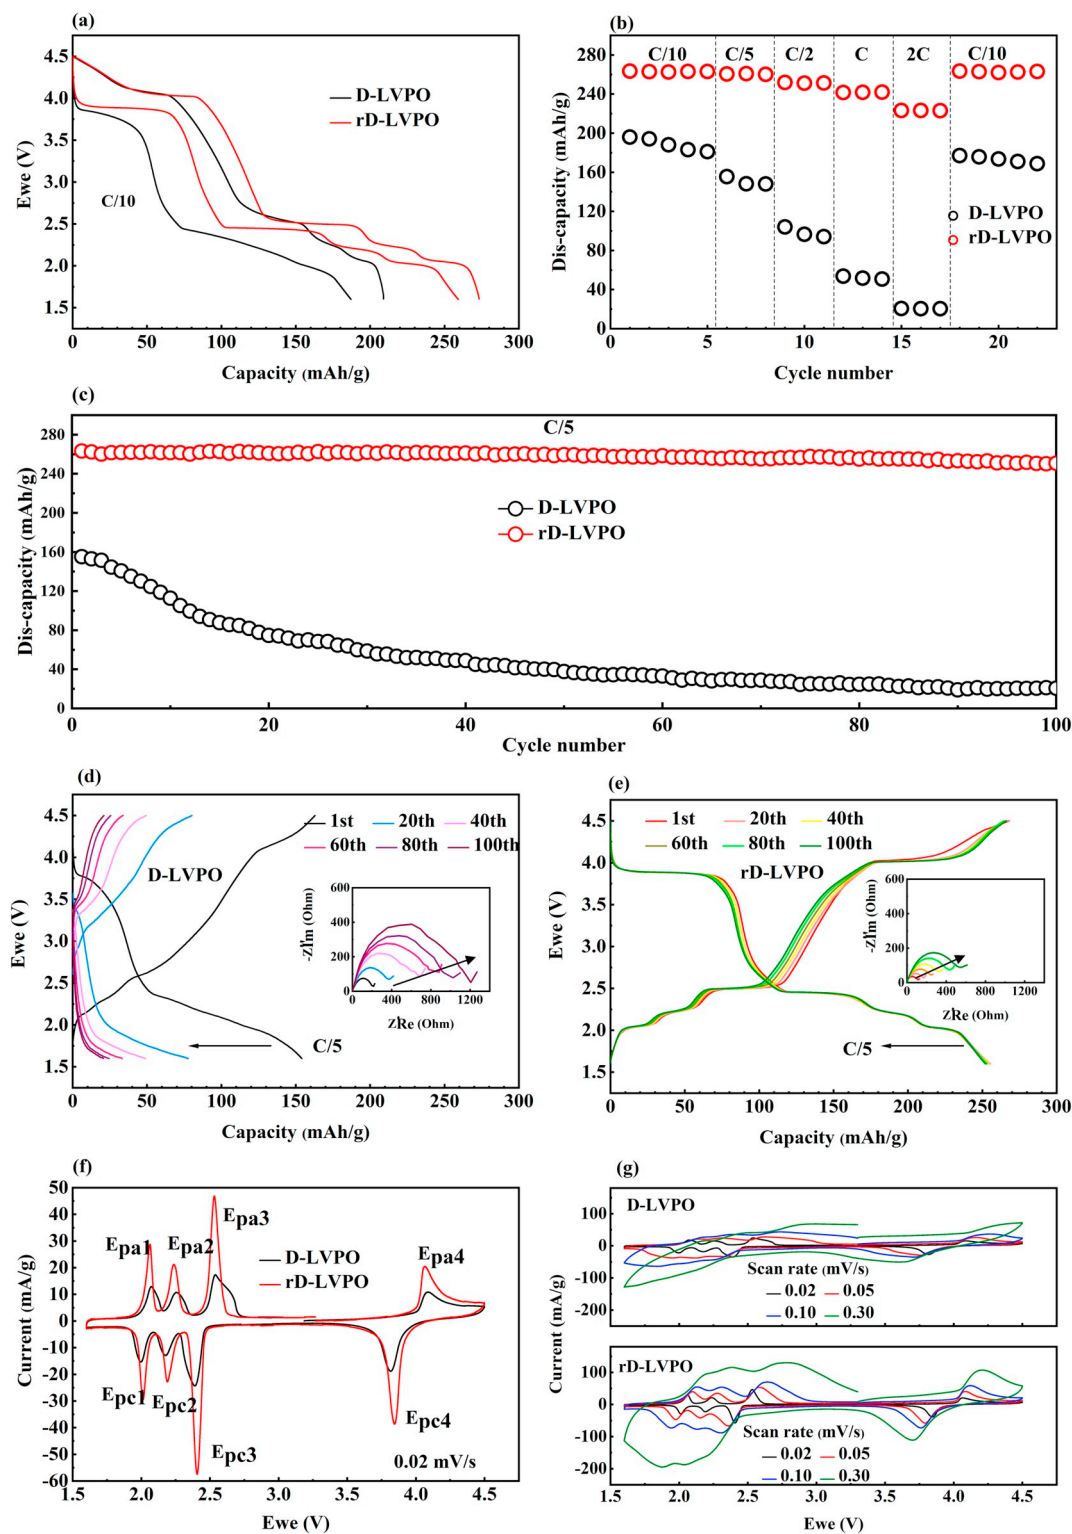 (a)
4.5
4.0
3.5
3.0
2.5
2.0
1.5
Ewe (V)
D-LVPO
rD-LVPO
C/10
0 50 100 150 200 250 300
Capacity (mAh/g)
(b)
280
240
200
160
120
80
40
0
Dis-capacity (mAh/g)
C/10 C/5 C/2 C 2C C/10
D-LVPO
rD-LVPO
0 5 10 15 20
Cycle number
(c)
280
240
200
160
120
80
40
0
Dis-capacity (mAh/g)
C/5
D-LVPO
rD-LVPO
0 20 40 60 80 100
Cycle number
(d)
4.5
4.0
3.5
3.0
2.5
2.0
1.5
Ewe (V)
1st 20th 40th
60th 80th 100th
D-LVPO
600
400
200
0
-Z'Im (Ohm)
0 400 800 1200
Z'Re (Ohm)
C/5
0 50 100 150 200 250 300
Capacity (mAh/g)
(e)
4.5
4.0
3.5
3.0
2.5
2.0
1.5
Ewe (V)
1st 20th 40th
60th 80th 100th
rD-LVPO
600
400
200
0
-Z'Im (Ohm)
0 400 800 1200
Z'Re (Ohm)
C/5
0 50 100 150 200 250 300
Capacity (mAh/g)
(f)
50
40
30
20
10
0
-10
-20
-30
-40
-50
-60
Current (mA/g)
Epa1 Epa2 Epa3 Epa4
D-LVPO
rD-LVPO
Epc1 Epc2 Epc3 Epc4
0.02 mV/s
1.5 2.0 2.5 3.0 3.5 4.0 4.5
Ewe (V)
(g)
100
0
-100
-200
D-LVPO
Scan rate (mV/s)
0.02 0.05
0.10 0.30
Current (mA/g)
100
0
-100
-200
rD-LVPO
Scan rate (mV/s)
0.02 0.05
0.10 0.30
2.0 2.5 3.0 3.5 4.0 4.5
Ewe (V)